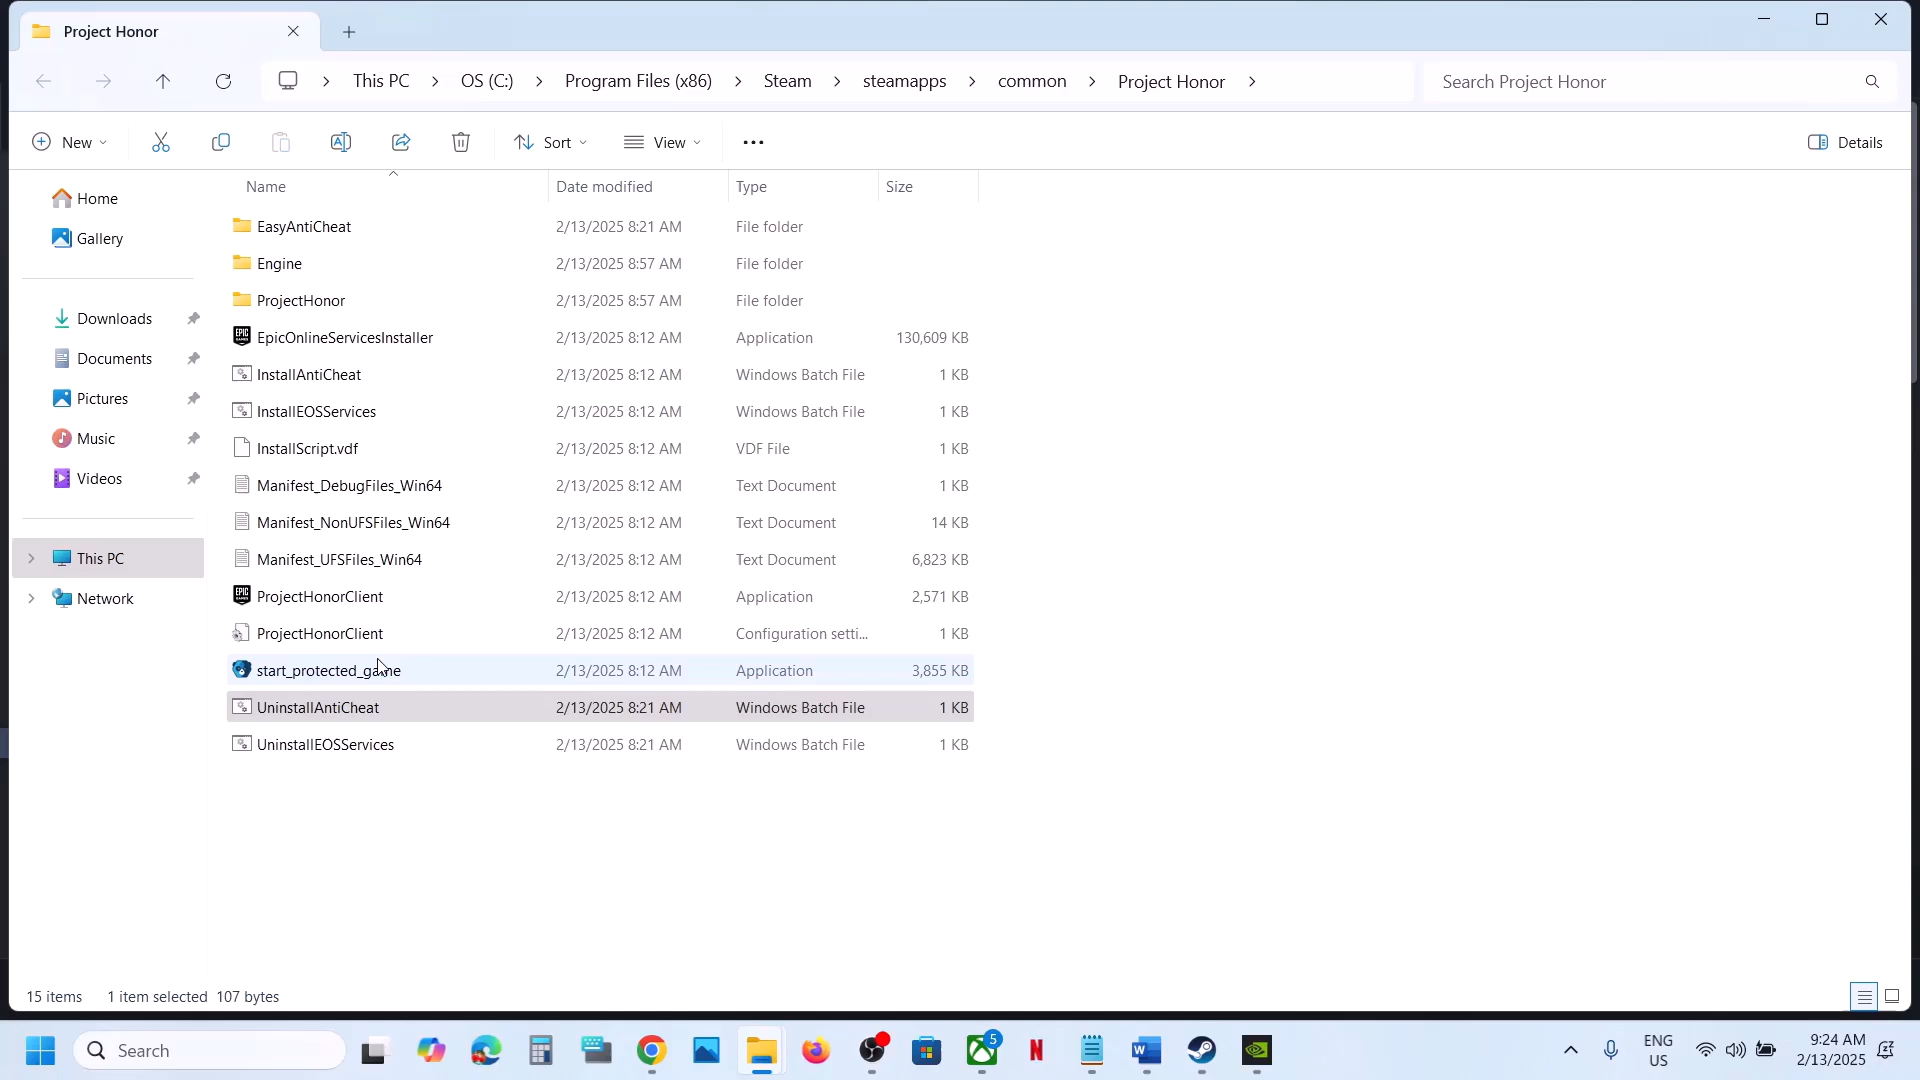 Project Honor
This PC > OS (C:) > Program Files (x86) > Steam > steamapps > common > Project Honor >
Search Project Honor
New
Sort
View
Details
Name Date modified Type Size
Home
Gallery
Downloads
Documents
Pictures
Music
Videos
This PC
Network
EasyAntiCheat 2/13/2025 8:21 AM File folder
Engine 2/13/2025 8:57 AM File folder
ProjectHonor 2/13/2025 8:57 AM File folder
EpicOnlineServicesInstaller 2/13/2025 8:12 AM Application 130,609 KB
InstallAntiCheat 2/13/2025 8:12 AM Windows Batch File 1 KB
InstallEOSServices 2/13/2025 8:12 AM Windows Batch File 1 KB
InstallScript.vdf 2/13/2025 8:12 AM VDF File 1 KB
Manifest_DebugFiles_Win64 2/13/2025 8:12 AM Text Document 1 KB
Manifest_NonUFSFiles_Win64 2/13/2025 8:12 AM Text Document 14 KB
Manifest_UFSFiles_Win64 2/13/2025 8:12 AM Text Document 6,823 KB
ProjectHonorClient 2/13/2025 8:12 AM Application 2,571 KB
ProjectHonorClient 2/13/2025 8:12 AM Configuration setti... 1 KB
start_protected_game 2/13/2025 8:12 AM Application 3,855 KB
UninstallAntiCheat 2/13/2025 8:21 AM Windows Batch File 1 KB
UninstallEOSServices 2/13/2025 8:21 AM Windows Batch File 1 KB
15 items 1 item selected 107 bytes
Search
5
ENG
US
9:24 AM
2/13/2025